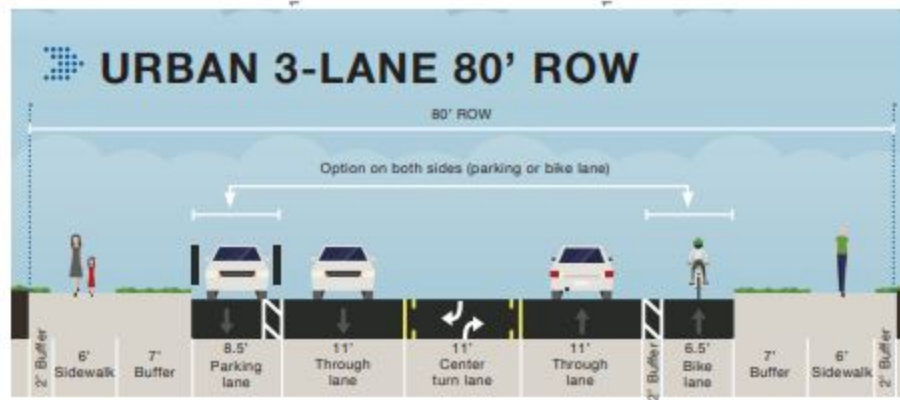 URBAN 3-LANE 80’ ROW
80’ ROW
Option on both sides (parking or bike lane)
2’ Buffer
6’
Sidewalk
7’
Buffer
8.5’
Parking
lane
11’
Through
lane
11’
Center
turn lane
11’
Through
lane
2’ Buffer
6.5’
Bike
lane
7’
Buffer
6’
Sidewalk
2’ Buffer